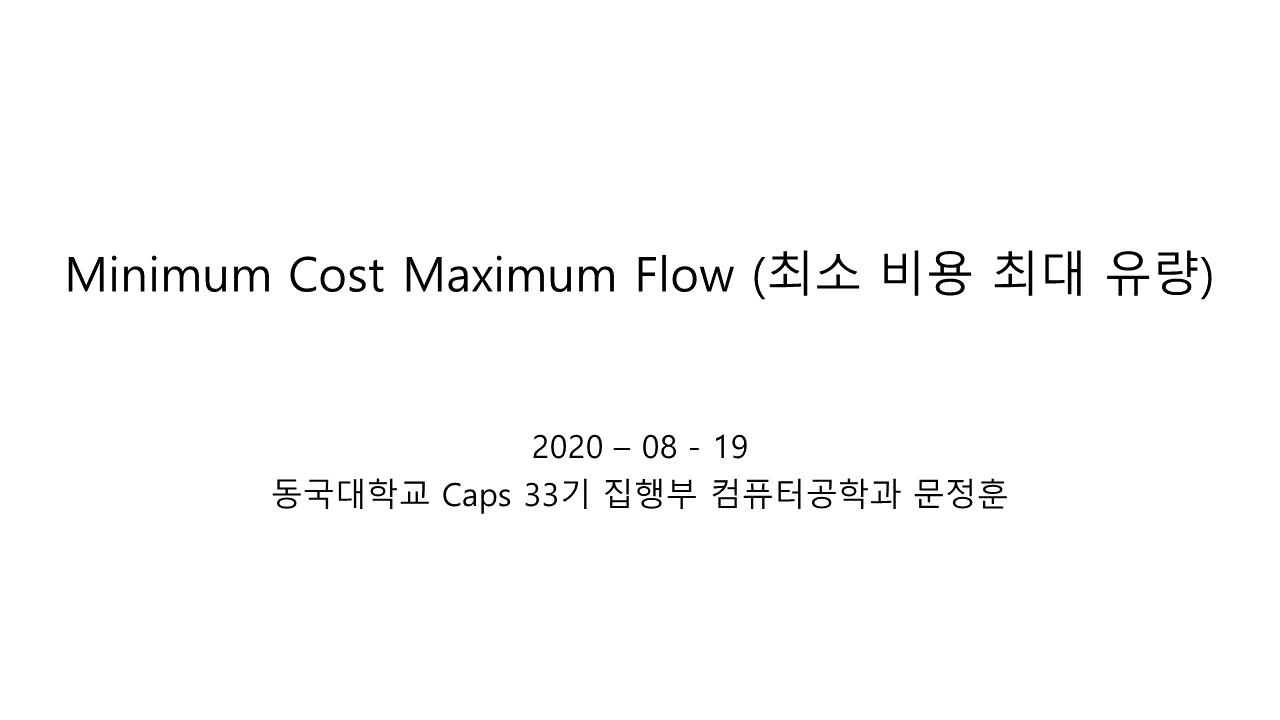 Minimum Cost Maximum Flow (최소 비용 최대 유량)
2020 – 08 - 19
동국대학교 Caps 33기 집행부 컴퓨터공학과 문정훈